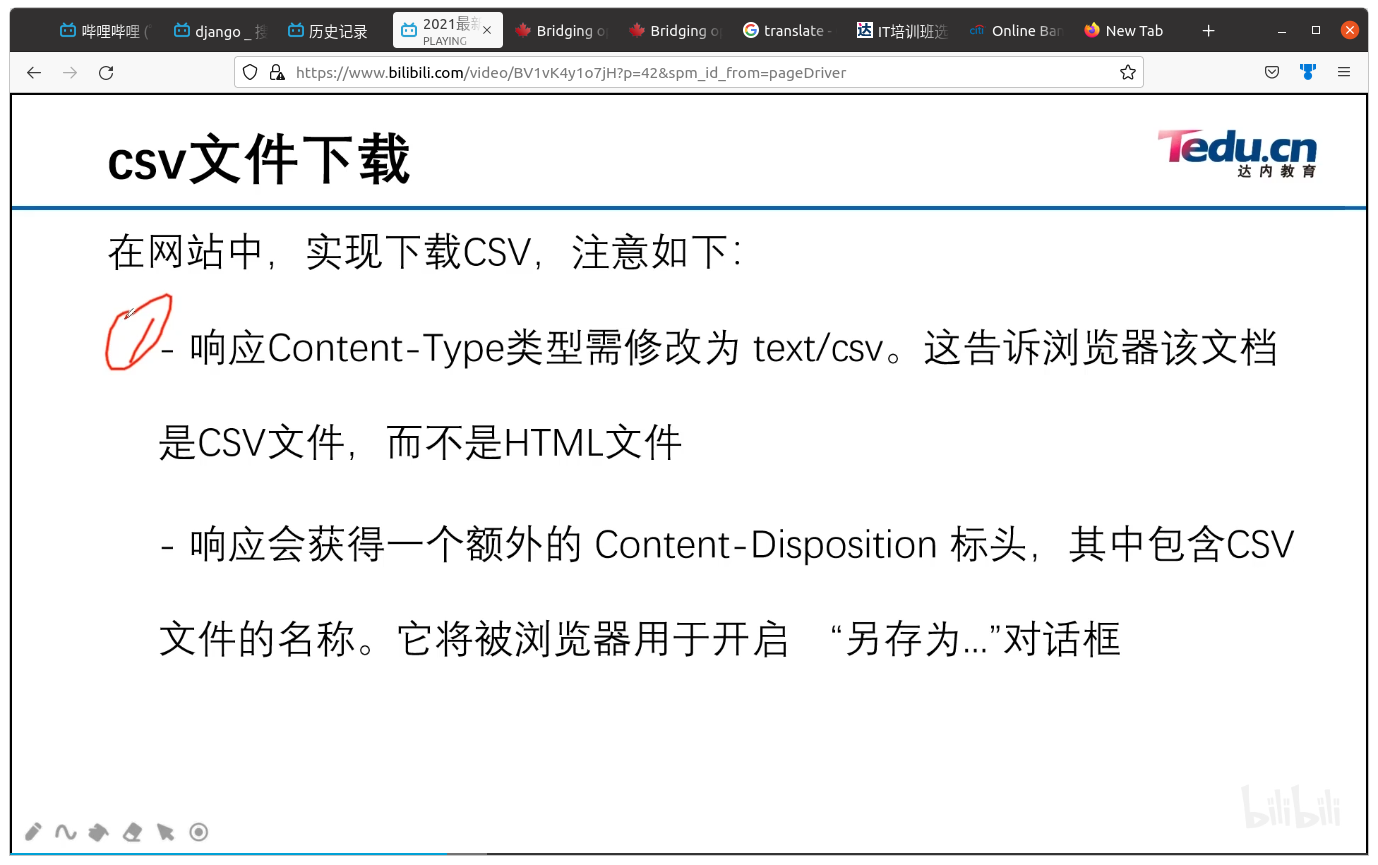 哔哩哔哩 (
django _ 搜
历史记录
2021最新
PLAYING
Bridging o
Bridging o
translate -
IT培训班选
Online Ban
New Tab
https://www.bilibili.com/video/BV1vK4y1o7jH?p=42&spm_id_from=pageDriver
csv文件下载
Tedu.cn
达内教育
在网站中，实现下载CSV，注意如下：
- 响应Content-Type类型需修改为 text/csv。这告诉浏览器该文档
是CSV文件，而不是HTML文件
- 响应会获得一个额外的 Content-Disposition 标头，其中包含CSV
文件的名称。它将被浏览器用于开启 “另存为...”对话框
bilibili